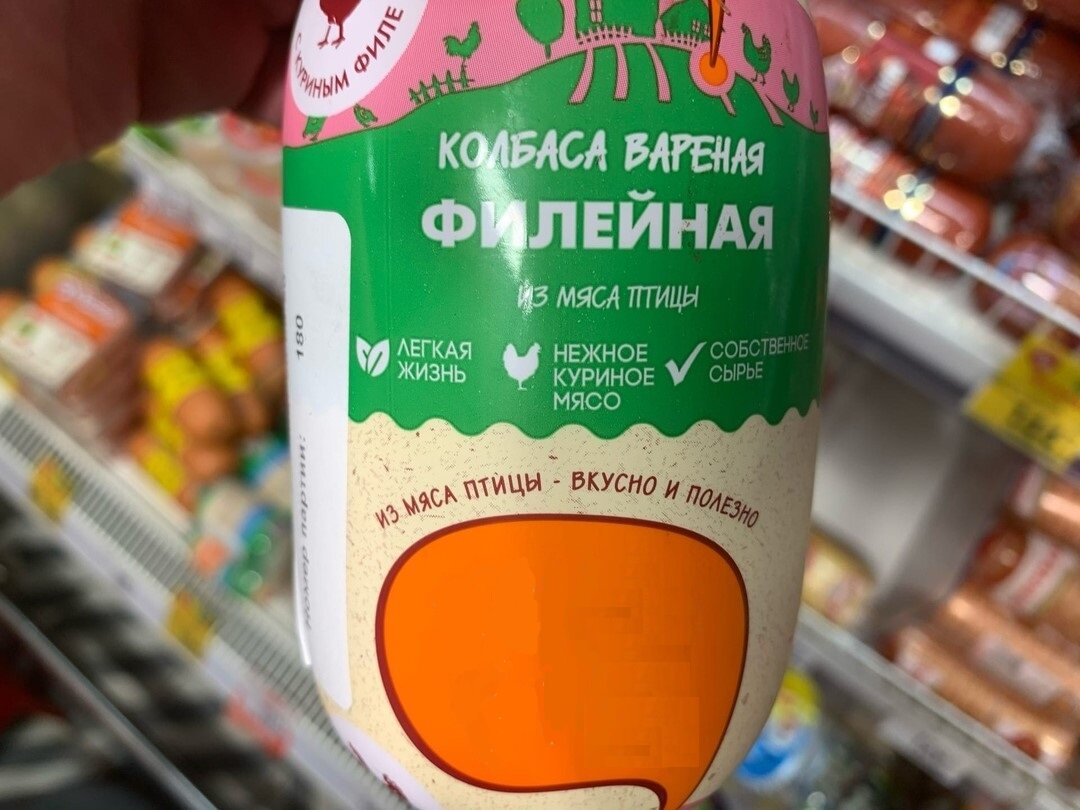 С КУРИНЫМ ФИЛЕ
КОЛБАСА ВАРЕНАЯ
ФИЛЕЙНАЯ
ИЗ МЯСА ПТИЦЫ
ЛЕГКАЯ
ЖИЗНЬ
НЕЖНОЕ
КУРИНОЕ
МЯСО
СОБСТВЕННОЕ
СЫРЬЕ
ИЗ МЯСА ПТИЦЫ - ВКУСНО И ПОЛЕЗНО
180
Номер партии: